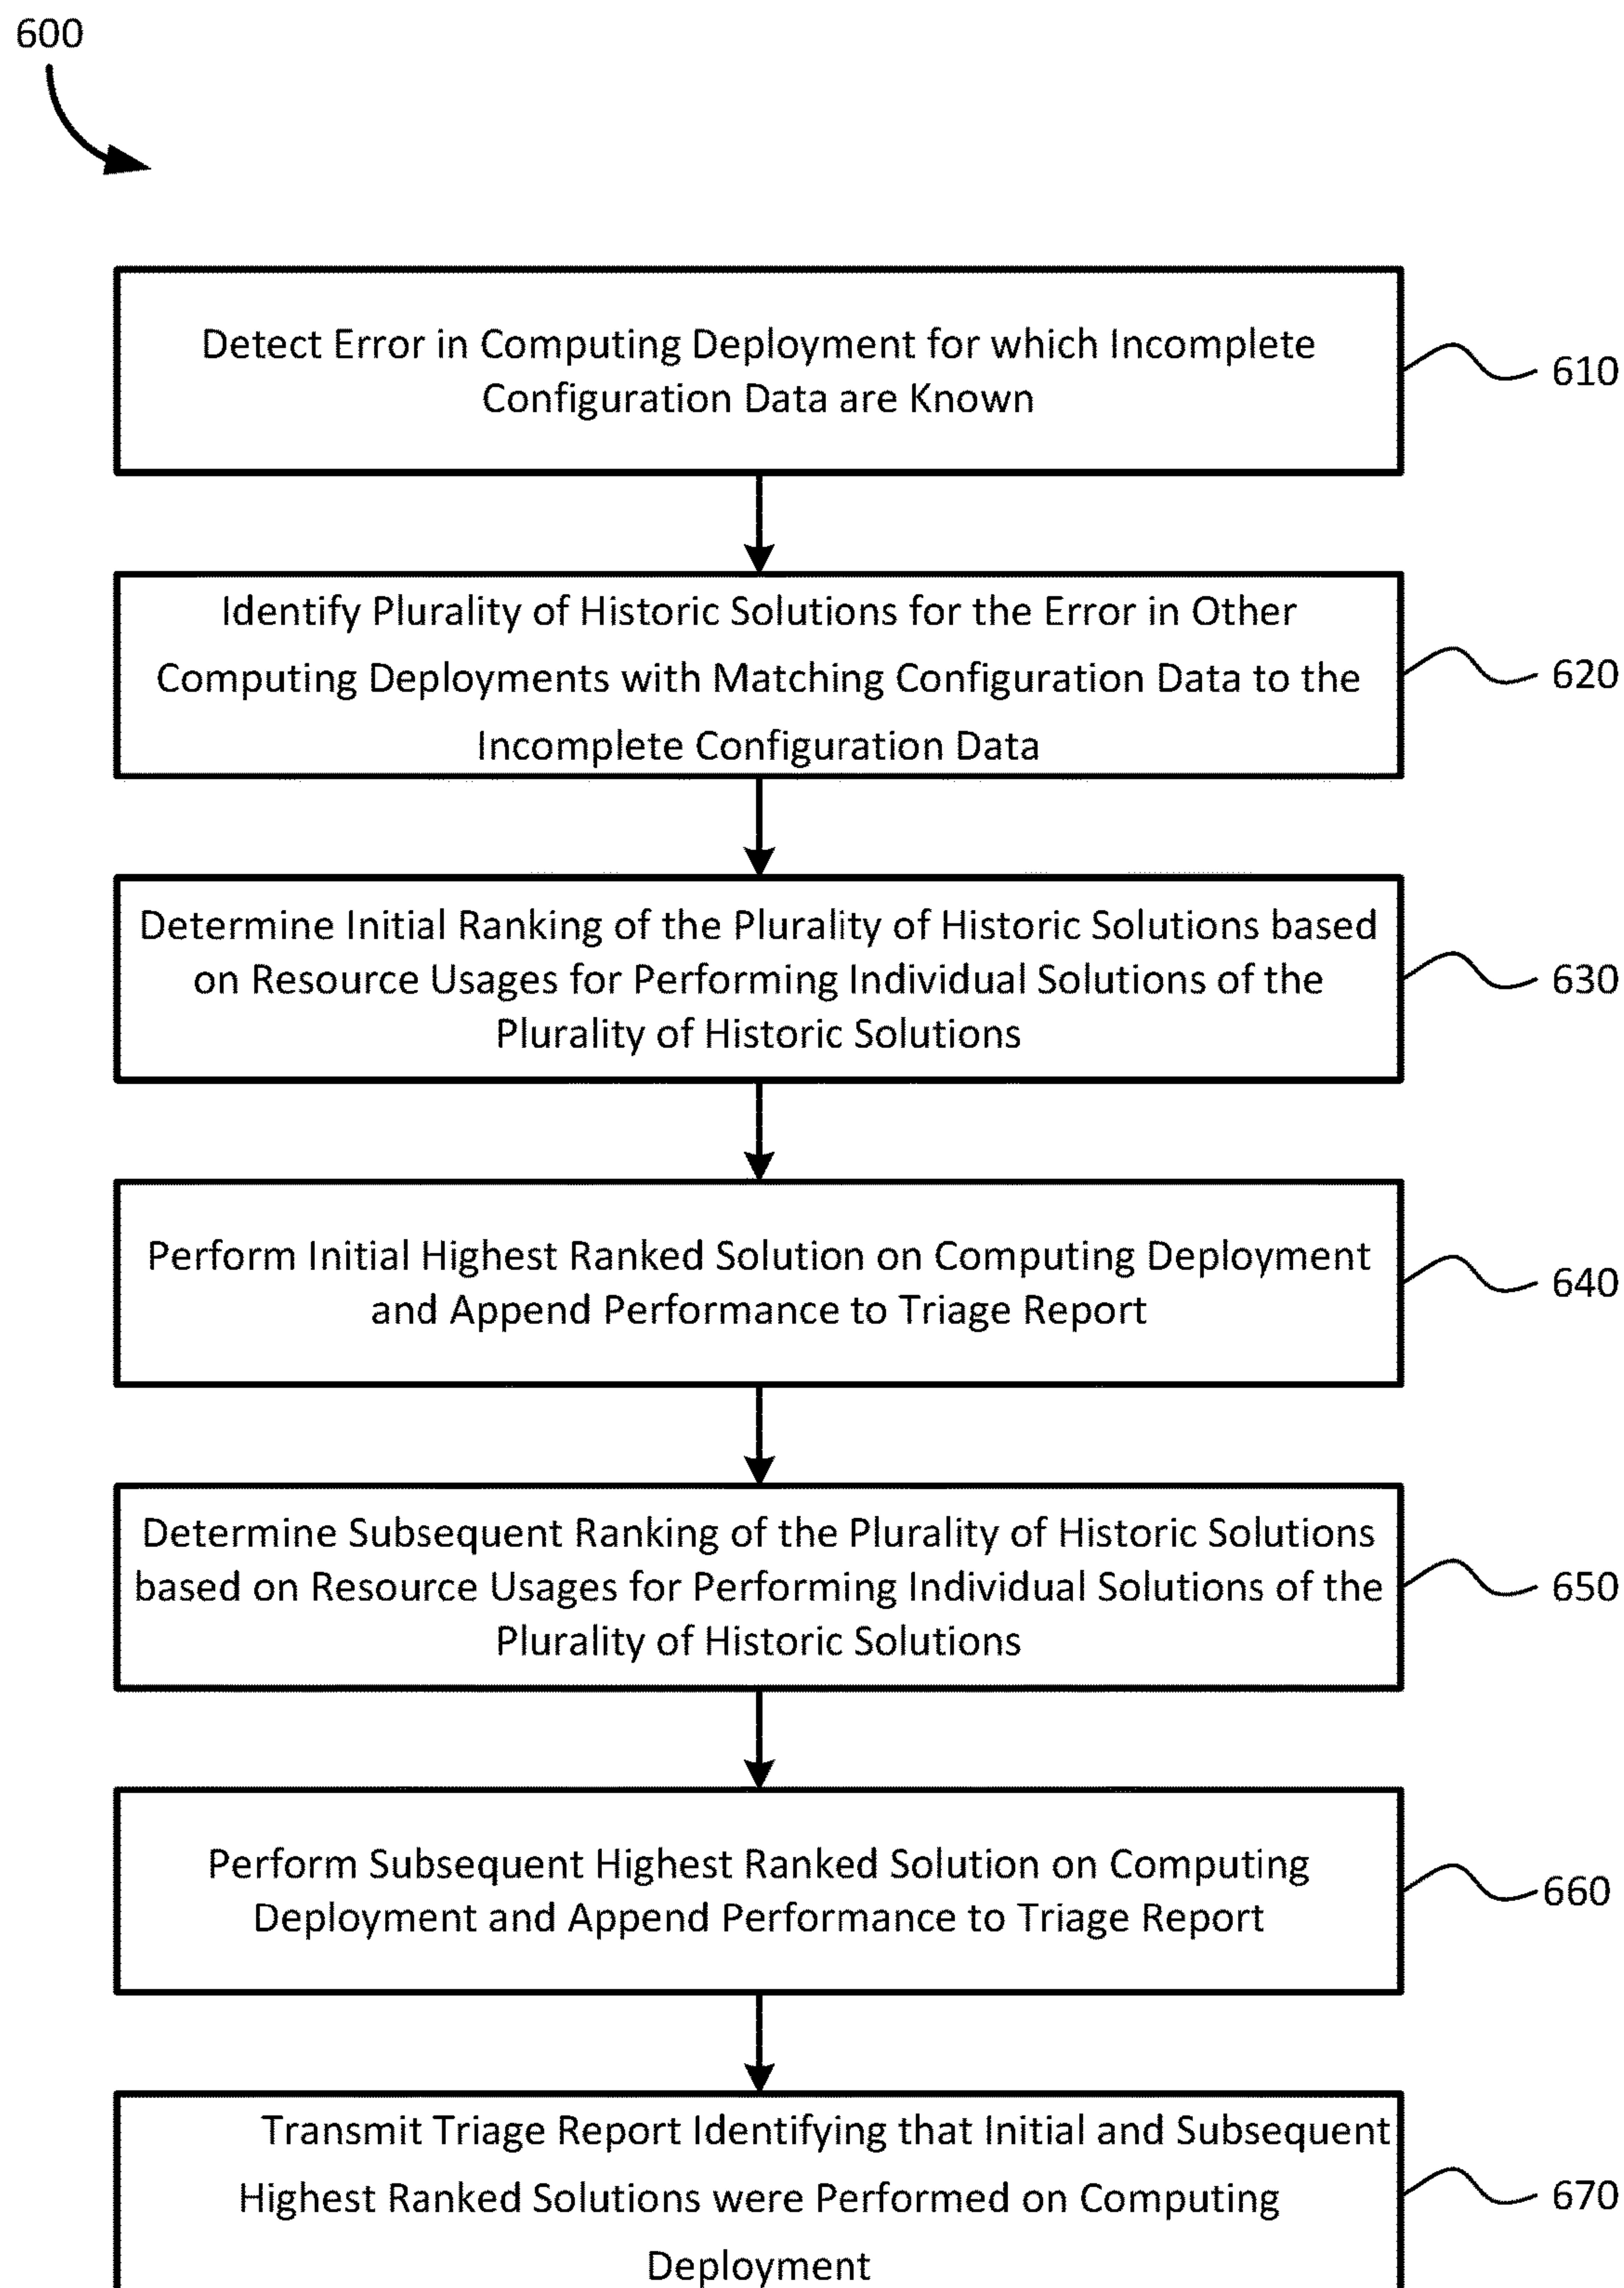 600
Detect Error in Computing Deployment for which Incomplete
Configuration Data are Known
610
Identify Plurality of Historic Solutions for the Error in Other
Computing Deployments with Matching Configuration Data to the
Incomplete Configuration Data
620
Determine Initial Ranking of the Plurality of Historic Solutions based
on Resource Usages for Performing Individual Solutions of the
Plurality of Historic Solutions
630
Perform Initial Highest Ranked Solution on Computing Deployment
and Append Performance to Triage Report
640
Determine Subsequent Ranking of the Plurality of Historic Solutions
based on Resource Usages for Performing Individual Solutions of the
Plurality of Historic Solutions
650
Perform Subsequent Highest Ranked Solution on Computing
Deployment and Append Performance to Triage Report
660
Transmit Triage Report Identifying that Initial and Subsequent
Highest Ranked Solutions were Performed on Computing
Deployment
670